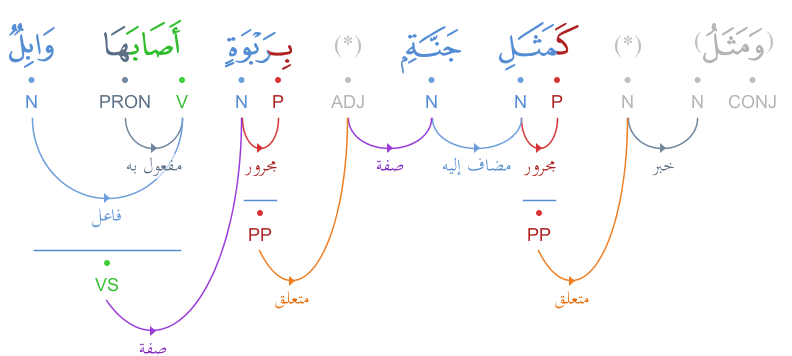 (وَمَثَلُ) (*) كَمَثَلِ جَنَّةِۭ (*) بِرَبْوَةٍ أَصَابَهَا وَابِلٌ
N PRON V N P ADJ N N P N N CONJ
خبر مجرور مضاف إليه صفة مجرور مفعول به
فاعل
PP PP
VS
متعلق متعلق
صفة